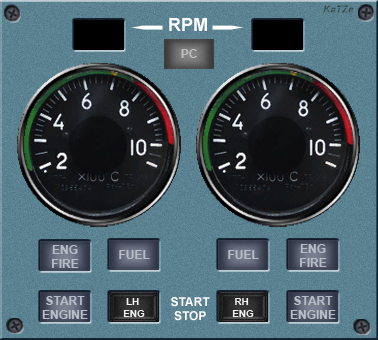 KaTZe
RPM
PC
6 8
4 10
2
X100 C
6 8
4 10
2
X100 C
ENG
FIRE
FUEL
FUEL
ENG
FIRE
START
ENGINE
LH
ENG
START
STOP
RH
ENG
START
ENGINE